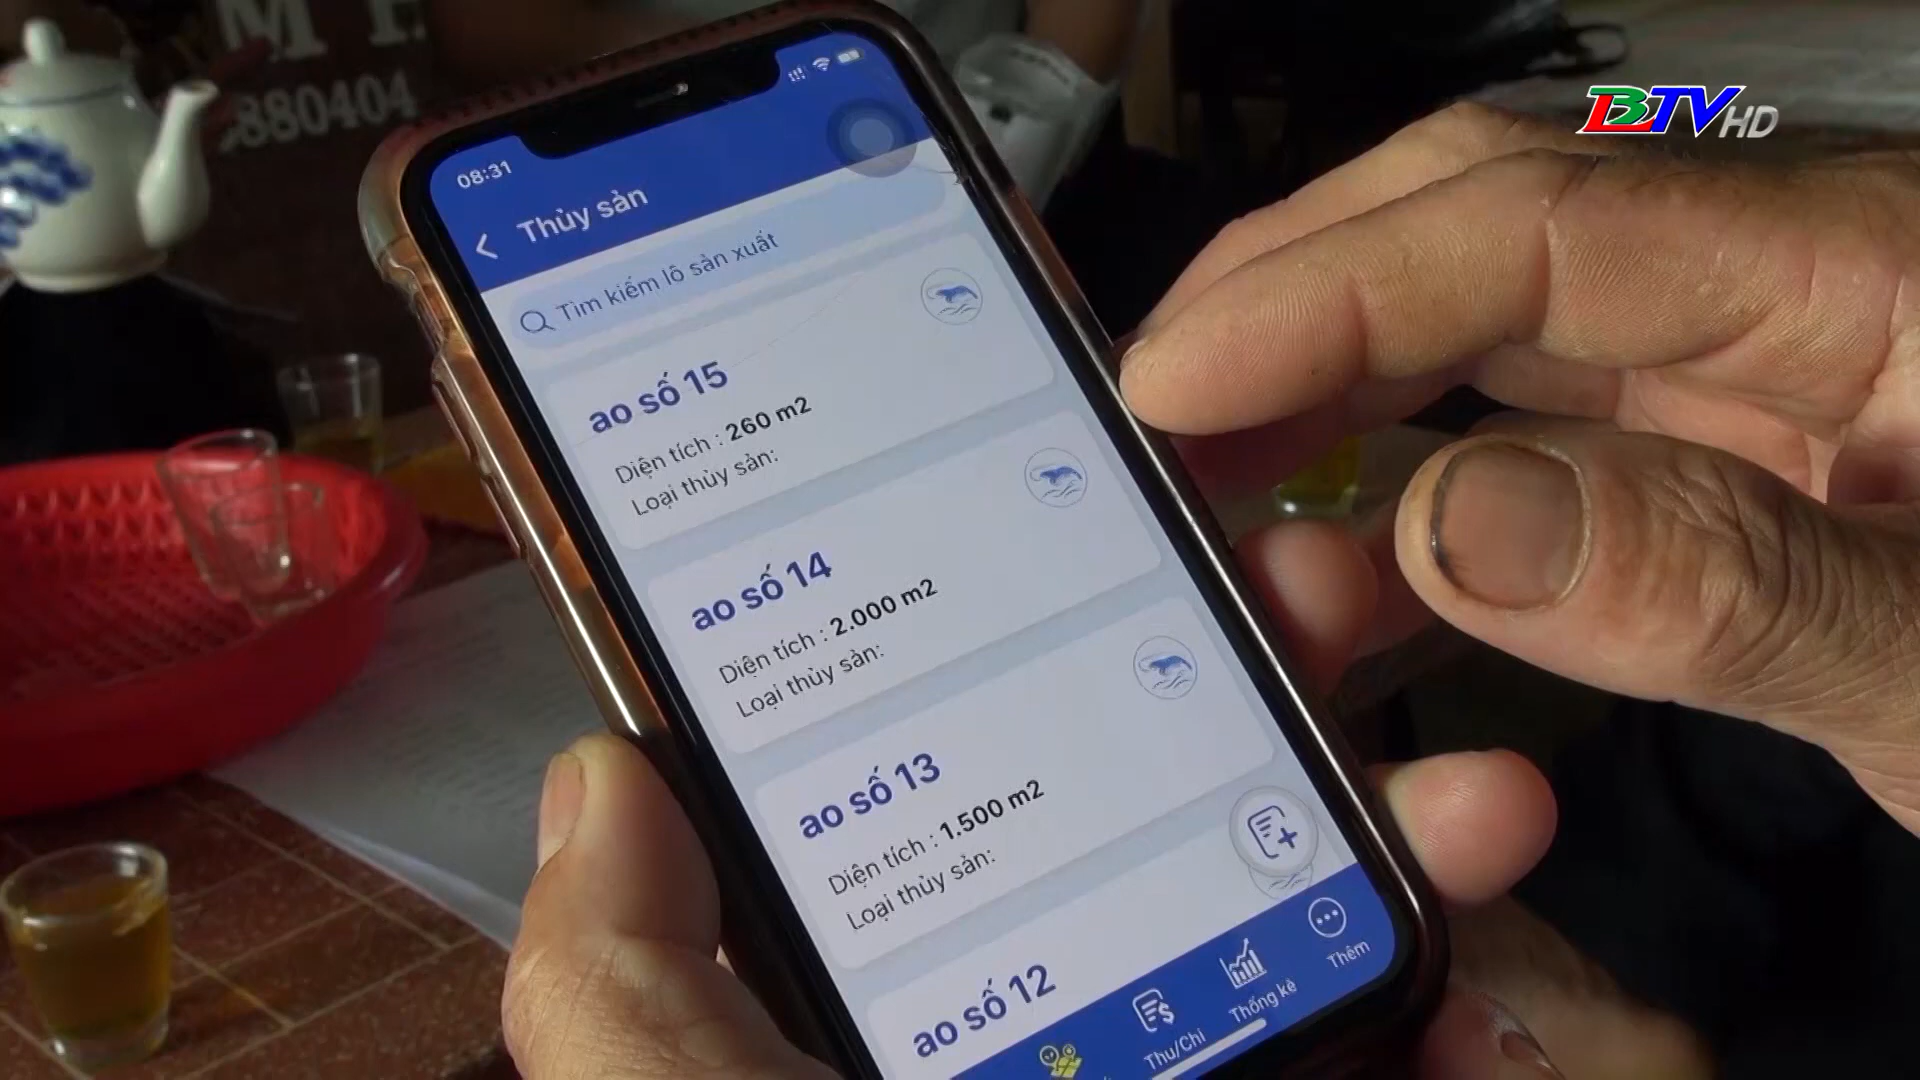 BTV HD
880404
08:31
Thủy sản
Tìm kiếm lô sản xuất
ao số 15
Diện tích : 260 m2
Loại thủy sản:
ao số 14
Diện tích : 2.000 m2
Loại thủy sản:
ao số 13
Diện tích : 1.500 m2
Loại thủy sản:
ao số 12
Thu/Chi
Thống kê
Thêm